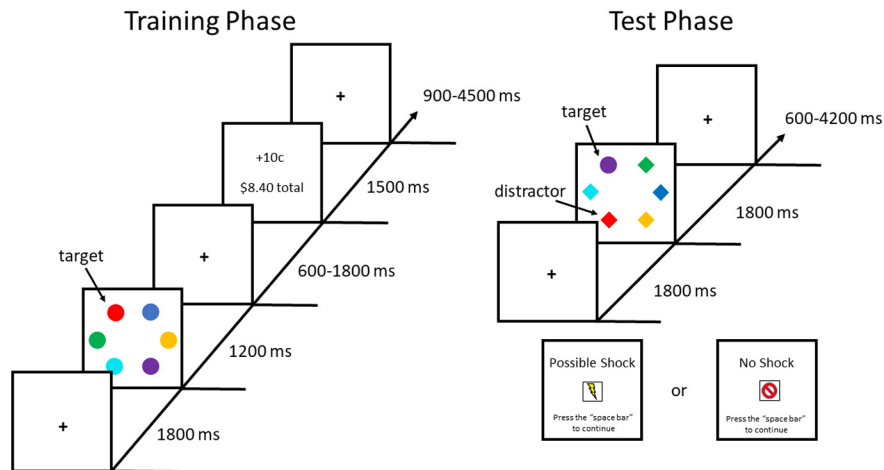 Training Phase
+
900-4500 ms
+10c
$8.40 total
1500 ms
+
600-1800 ms
target
1200 ms
+
1800 ms
Test Phase
+
600-4200 ms
target
distractor
1800 ms
+
1800 ms
Possible Shock
Press the “space bar”
to continue
or
No Shock
Press the “space bar”
to continue